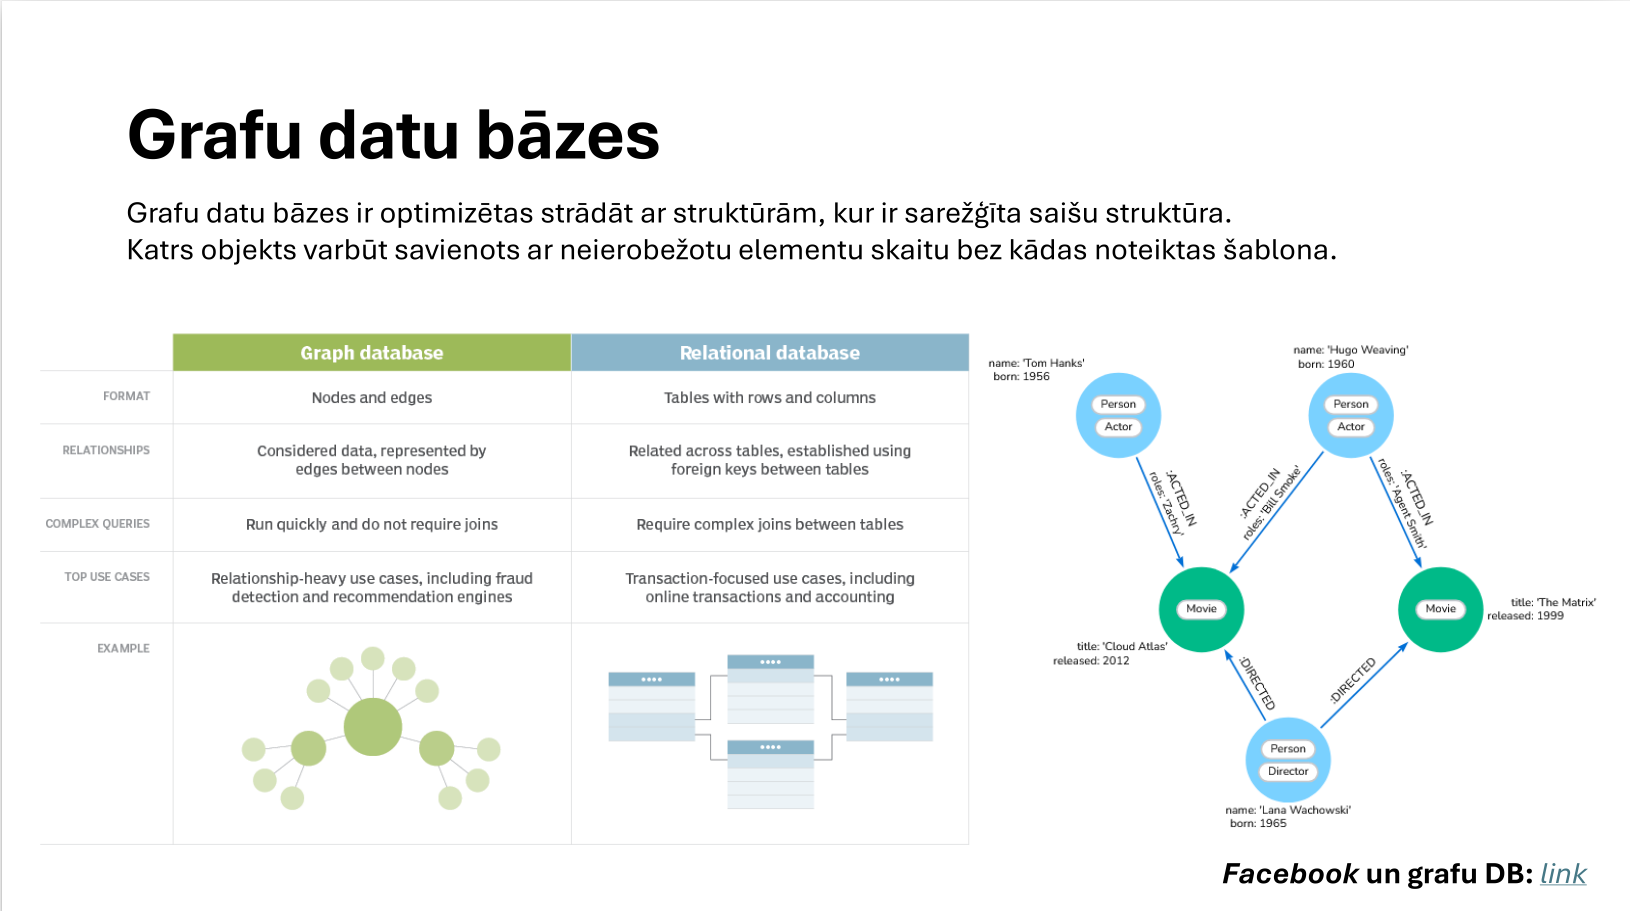 Grafu datu bāzes
Grafu datu bāzes ir optimizētas strādāt ar struktūrām, kur ir sarežģīta saišu struktūra.
Katrs objekts varbūt savienots ar neierobežotu elementu skaitu bez kādas noteiktas šablona.
Graph database
Relational database
FORMAT
Nodes and edges
Tables with rows and columns
RELATIONSHIPS
Considered data, represented by
edges between nodes
Related across tables, established using
foreign keys between tables
COMPLEX QUERIES
Run quickly and do not require joins
Require complex joins between tables
TOP USE CASES
Relationship-heavy use cases, including fraud
detection and recommendation engines
Transaction-focused use cases, including
online transactions and accounting
EXAMPLE
name: 'Tom Hanks'
born: 1956
Person
Actor
name: 'Hugo Weaving'
born: 1960
Person
Actor
:ACTED_IN
roles: 'Zachry'
:ACTED_IN
roles: 'Bill Smoke'
:ACTED_IN
roles: 'Agent Smith'
Movie
title: 'Cloud Atlas'
released: 2012
Movie
title: 'The Matrix'
released: 1999
:DIRECTED
:DIRECTED
Person
Director
name: 'Lana Wachowski'
born: 1965
Facebook un grafu DB: link